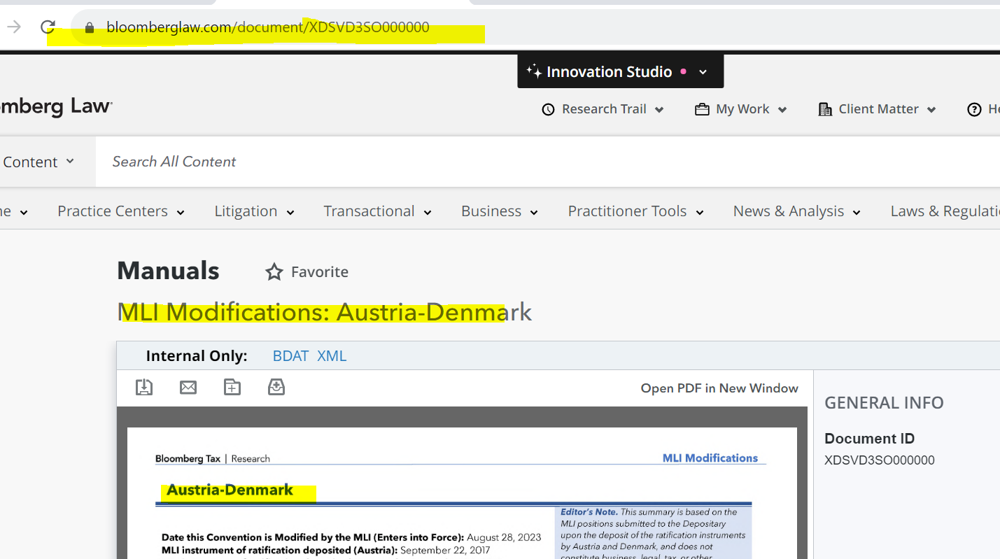 bloomberglaw.com/document/XDSVD3SO000000
Innovation Studio
Law
Research Trail
My Work
Client Matter
Content
Search All Content
Practice Centers
Litigation
Transactional
Business
Practitioner Tools
News & Analysis
Laws &
Manuals
Favorite
MLI Modifications: Austria-Denmark
Internal Only: BDAT XML
Open PDF in New Window
GENERAL INFO
Document ID
XDSVD3SO000000
Bloomberg Tax | Research
MLI Modifications
Austria-Denmark
Date this Convention is Modified by the MLI (Enters into Force): August 28, 2023
MLI instrument of ratification deposited (Austria): September 22, 2017
Editor's Note. This summary is based on the
MLI positions submitted to the Depositary
upon the deposit of the ratification instruments
by Austria and Denmark, and does not
constitute business, legal, tax, or other